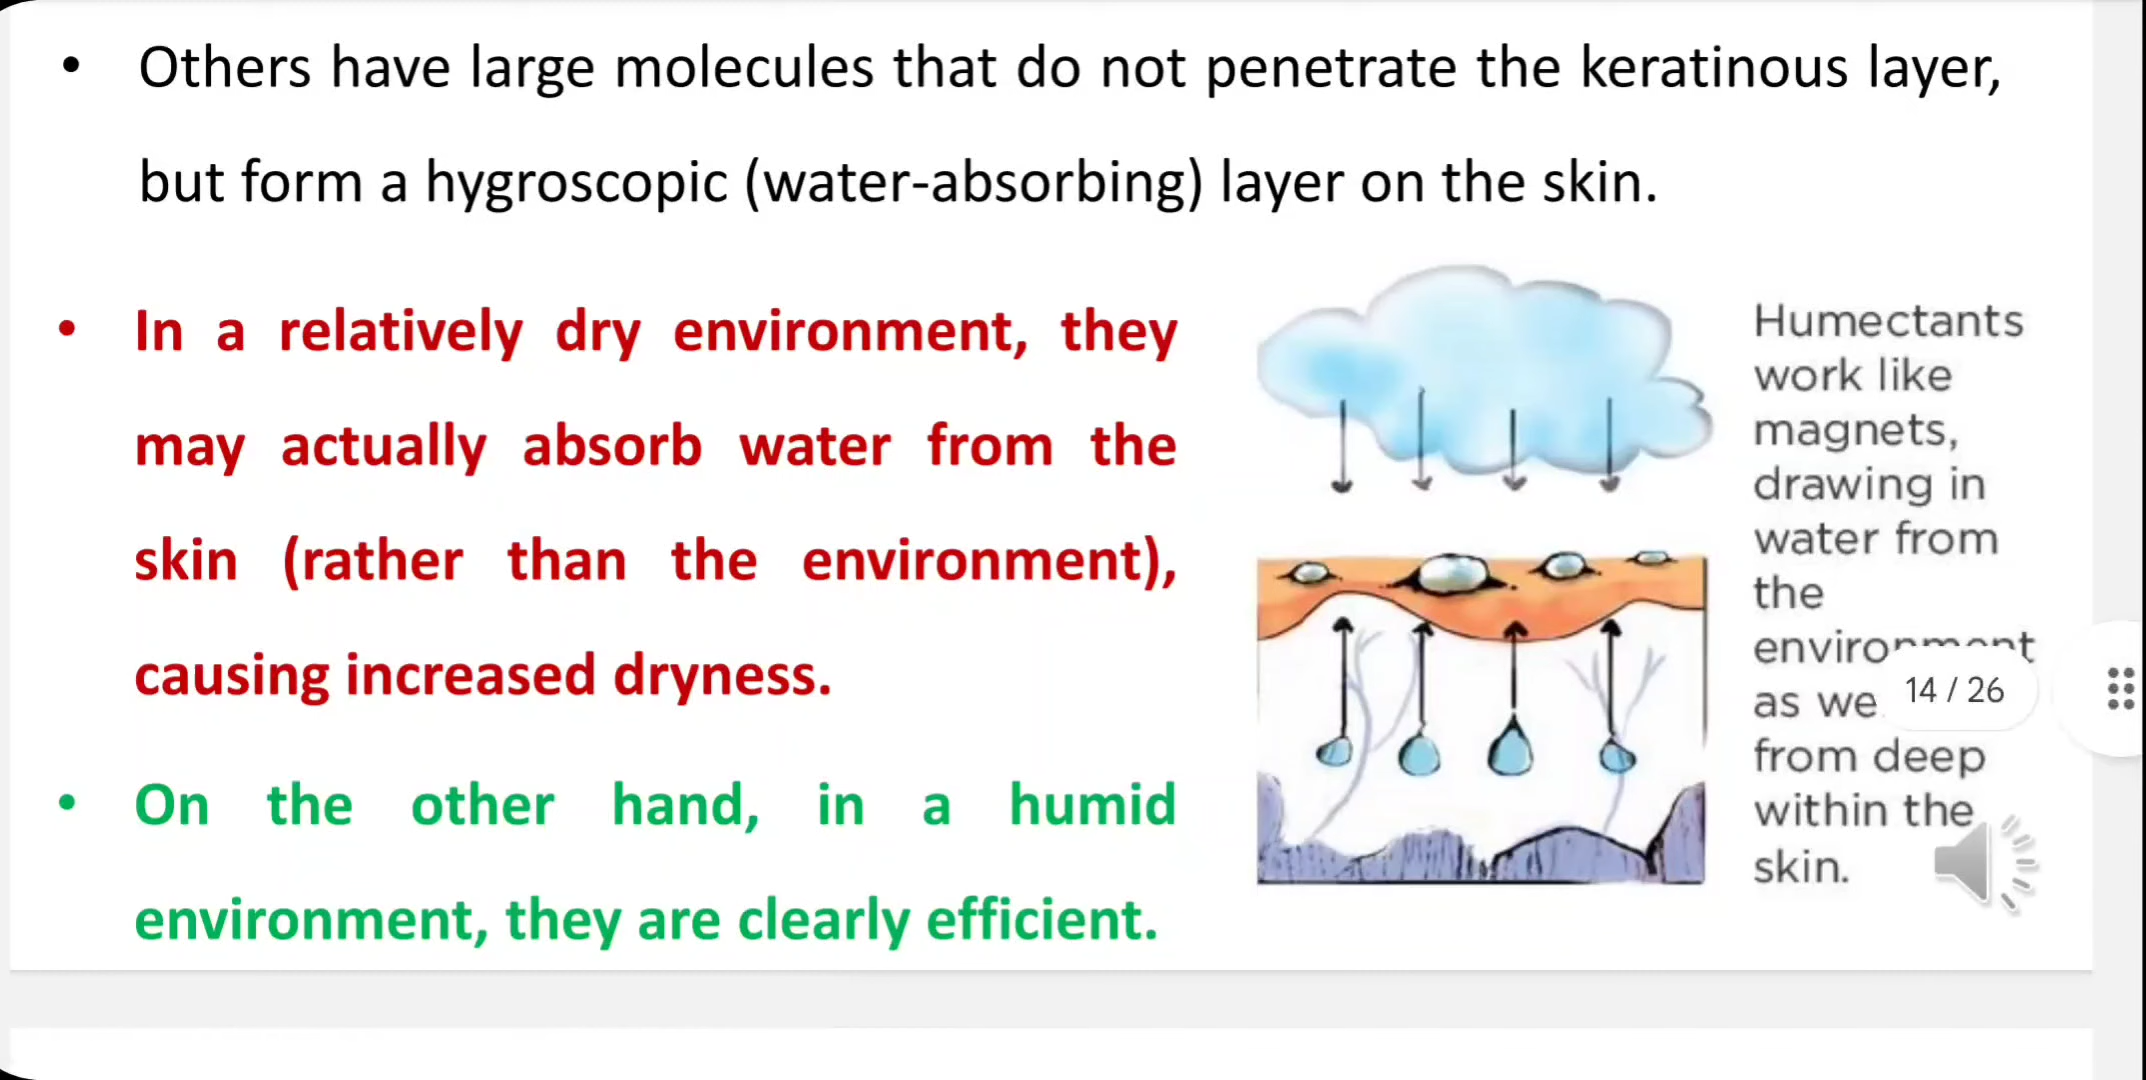 • Others have large molecules that do not penetrate the keratinous layer,
but form a hygroscopic (water-absorbing) layer on the skin.
• In a relatively dry environment, they
may actually absorb water from the
skin (rather than the environment),
causing increased dryness.
• On the other hand, in a humid
environment, they are clearly efficient.
Humectants
work like
magnets,
drawing in
water from
the
environment
as we
from deep
within the
skin.
14 / 26